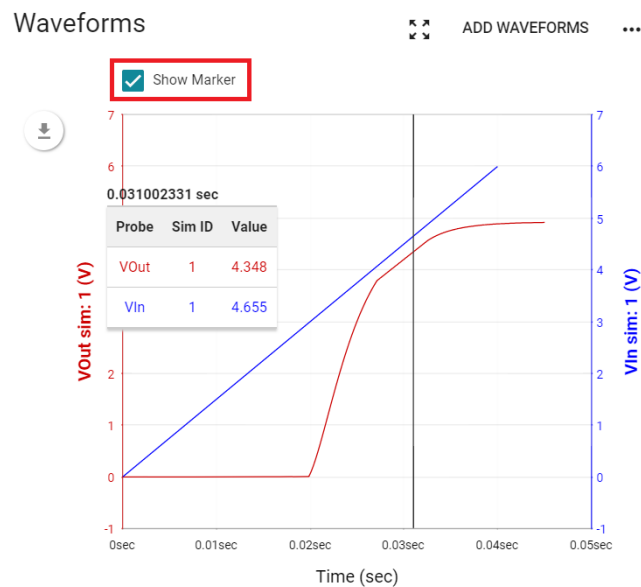 Waveforms
ADD WAVEFORMS
Show Marker
7
7
6
6
0.031002331 sec
Probe Sim ID Value
VOut 1 4.348
VIn 1 4.655
5
4
3
2
2
1
1
0
0
-1
-1
VOut sim: 1 (V)
VIn sim: 1 (V)
0sec 0.01sec 0.02sec 0.03sec 0.04sec 0.05sec
Time (sec)